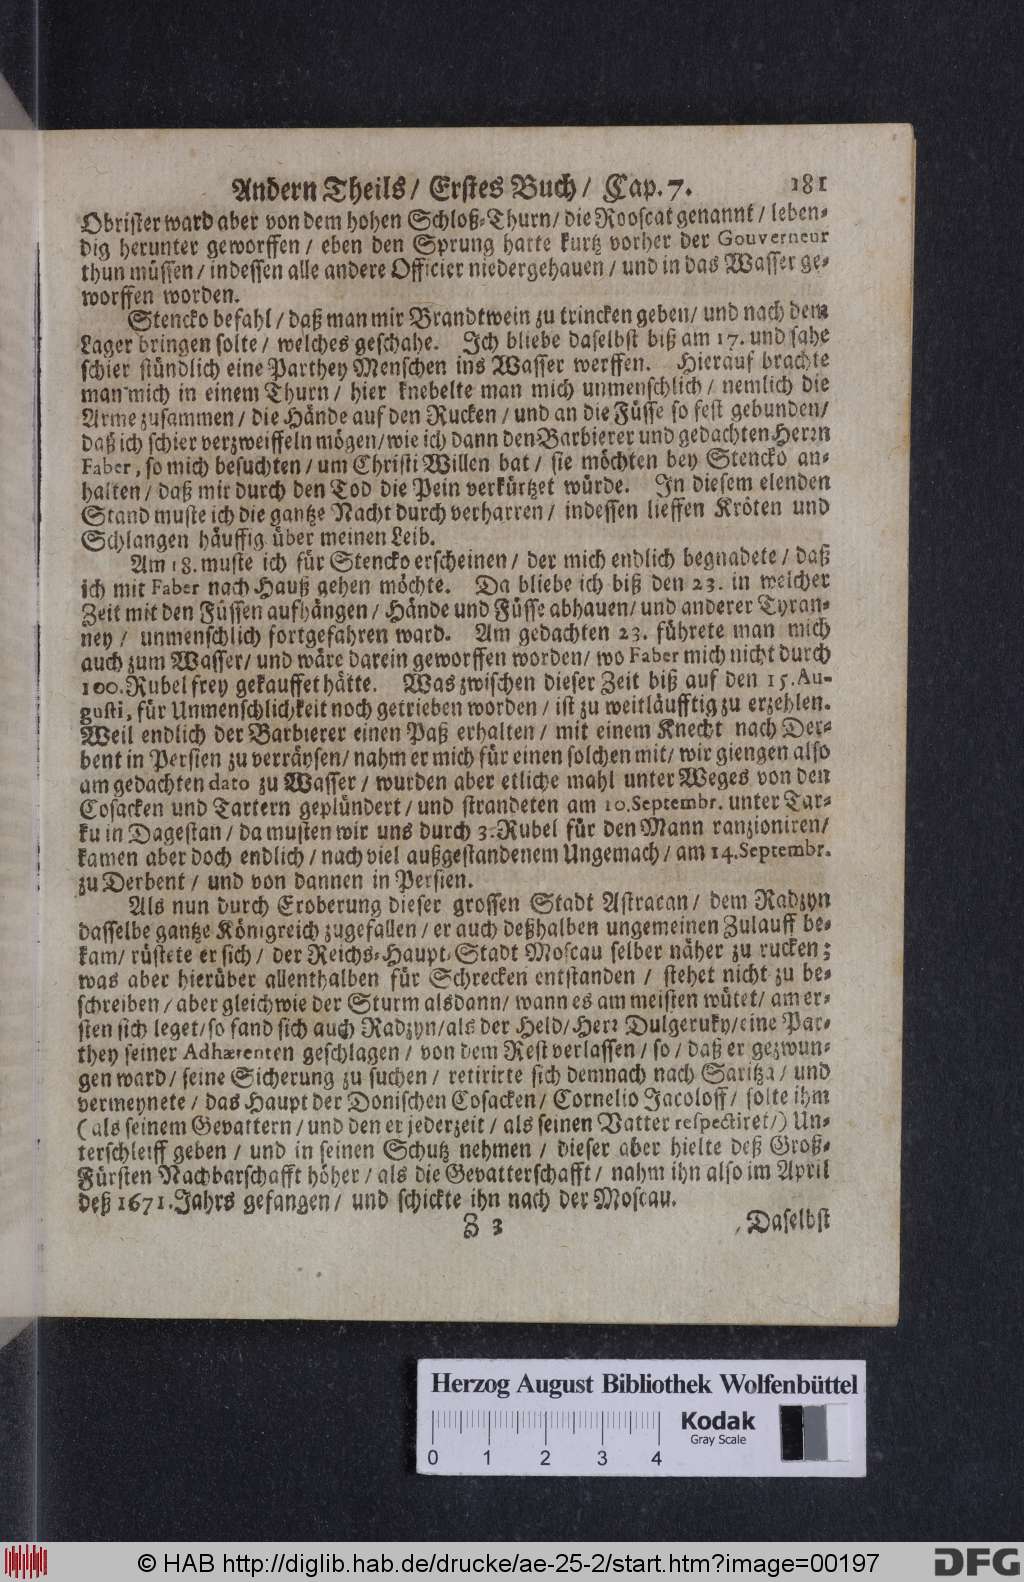 Andern Theils / Erstes Buch / Cap. 7. 181
Obrister ward aber von dem hohen Schloß-Thurn / die Rooscat genannt / leben-
dig herunter geworffen / eben den Sprung hatte kurtz vorher der Gouverneur
thun müssen / indessen alle andere Officier niedergehauen / und in das Wasser ge-
worffen worden.
Stencko befahl / daß man mir Brandtwein zu trincken geben / und nach dem
Lager bringen solte / welches geschahe. Ich bliebe daselbst biß am 17. und sahe
schier stündlich eine Parthey Menschen ins Wasser werffen. Hierauf brachte
man mich in einem Thurn / hier knebelte man mich unmenschlich / nemlich die
Arme zusammen / die Hände auf den Rucken / und an die Füsse so fest gebunden /
daß ich schier verzweiffeln mögen / wie ich dann den Barbierer und gedachten Herrn
Faber, so mich besuchten / um Christi Willen bat / sie möchten bey Stencko an-
halten / daß mir durch den Tod die Pein verkürtzet würde. In diesem elenden
Stand muste ich die gantze Nacht durch verharren / indessen lieffen Kröten und
Schlangen häuffig über meinen Leib.
Am 18. muste ich für Stencko erscheinen / der mich endlich begnadete / daß
ich mit Faber nach Hauß gehen möchte. Da bliebe ich biß den 23. in welcher
Zeit mit den Füssen aufhängen / Hände und Füsse abhauen / und anderer Tyran-
ney / unmenschlich fortgefahren ward. Am gedachten 23. führete man mich
auch zum Wasser / und wäre darein geworffen worden / wo Faber mich nicht durch
100. Rubel frey gekauffet hätte. Was zwischen dieser Zeit biß auf den 15. Au-
gusti, für Unmenschlichkeit noch getrieben worden / ist zu weitläufftig zu erzehlen.
Weil endlich der Barbierer einen Paß erhalten / mit einem Knecht nach Der-
bent in Persien zu verräysen / nahm er mich für einen solchen mit / wir giengen also
am gedachten dato zu Wasser / wurden aber etliche mahl unter Weges von den
Cosacken und Tartern geplündert / und strandeten am 10. Septembr. unter Tar-
ku in Dagestan / da musten wir uns durch 3. Rubel für den Mann ranzioniren /
kamen aber doch endlich / nach viel außgestandenem Ungemach / am 14. Septembr.
zu Derbent / und von dannen in Persien.
Als nun durch Eroberung dieser grossen Stadt Astracan / dem Radzyn
dasselbe gantze Königreich zugefallen / er auch deßhalben ungemeinen Zulauff be-
kam / rüstete er sich / der Reichs-Haupt-Stadt Moscau selber näher zu rucken;
was aber hierüber allenthalben für Schrecken entstanden / stehet nicht zu be-
schreiben / aber gleich wie der Sturm alsdann / wann es am meisten wütet / am er-
sten sich leget / so fand sich auch Radzyn / als der Held / Herr Dulgeruky / eine Par-
they seiner Adhærenten geschlagen / von dem Rest verlassen / so / daß er gezwun-
gen ward / seine Sicherung zu suchen / retirirte sich demnach nach Saritza / und
vermeynete / das Haupt der Donischen Cosacken / Cornelio Jacoloff / solte ihm
(als seinem Gevattern / und den er jederzeit / als seinen Vatter respectiret /) Un-
terschleiff geben / und in seinen Schutz nehmen / dieser aber hielte deß Groß-
Fürsten Nachbarschafft höher / als die Gevatterschafft / nahm ihn also im April
deß 1671. Jahrs gefangen / und schickte ihn nach der Moscau.
Z 3 Daselbst
Herzog August Bibliothek Wolfenbüttel
0 1 2 3 4
Kodak
Gray Scale
© HAB http://diglib.hab.de/drucke/ae-25-2/start.htm?image=00197
DFG